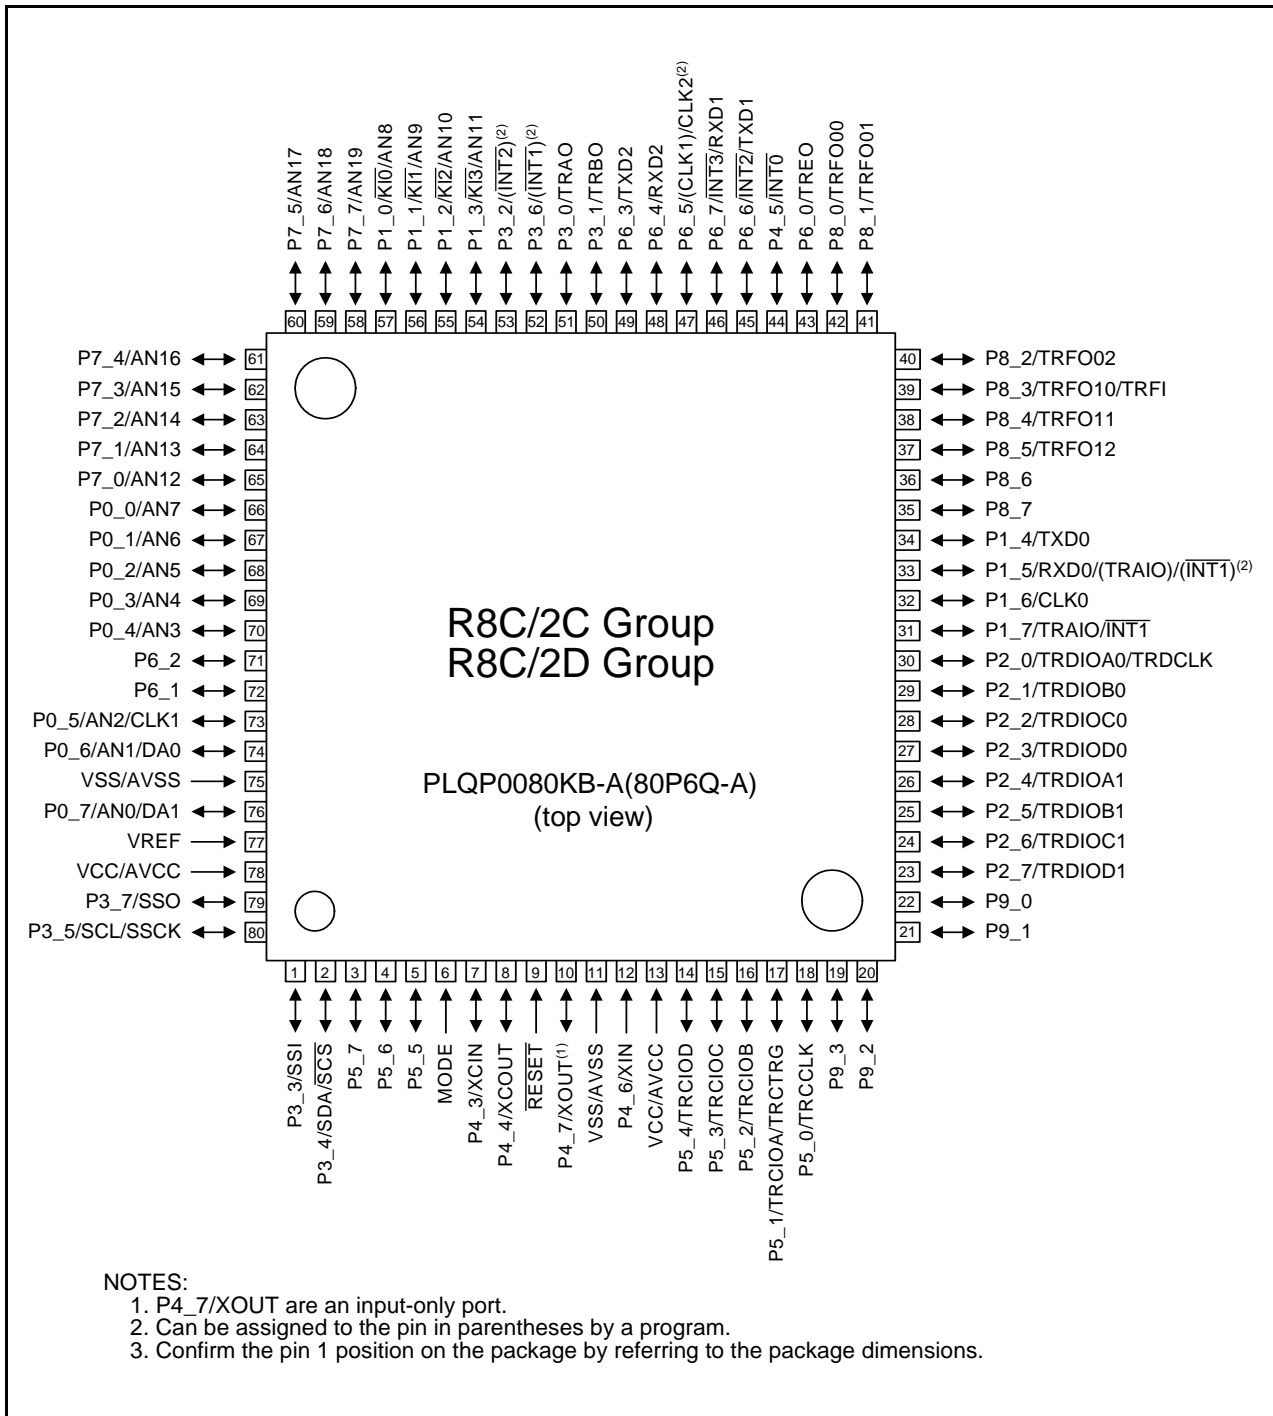 P7_5/AN17
P7_6/AN18
P7_7/AN19
P1_0/K̅I̅0̅/AN8
P1_1/K̅I̅1̅/AN9
P1_2/K̅I̅2̅/AN10
P1_3/K̅I̅3̅/AN11
P3_2/(I̅N̅T̅2̅)(2)
P3_6/(I̅N̅T̅1̅)(2)
P3_0/TRAO
P3_1/TRBO
P6_3/TXD2
P6_4/RXD2
P6_5/(CLK1)/CLK2(2)
P6_7/I̅N̅T̅3̅/RXD1
P6_6/I̅N̅T̅2̅/TXD1
P4_5/I̅N̅T̅0̅
P6_0/TREO
P8_0/TRFO00
P8_1/TRFO01
60 59 58 57 56 55 54 53 52 51 50 49 48 47 46 45 44 43 42 41
P7_4/AN16 61
P7_3/AN15 62
P7_2/AN14 63
P7_1/AN13 64
P7_0/AN12 65
P0_0/AN7 66
P0_1/AN6 67
P0_2/AN5 68
P0_3/AN4 69
P0_4/AN3 70
P6_2 71
P6_1 72
P0_5/AN2/CLK1 73
P0_6/AN1/DA0 74
VSS/AVSS 75
P0_7/AN0/DA1 76
VREF 77
VCC/AVCC 78
P3_7/SSO 79
P3_5/SCL/SSCK 80
R8C/2C Group
R8C/2D Group
PLQP0080KB-A(80P6Q-A)
(top view)
40 P8_2/TRFO02
39 P8_3/TRFO10/TRFI
38 P8_4/TRFO11
37 P8_5/TRFO12
36 P8_6
35 P8_7
34 P1_4/TXD0
33 P1_5/RXD0/(TRAIO)/(I̅N̅T̅1̅)(2)
32 P1_6/CLK0
31 P1_7/TRAIO/I̅N̅T̅1̅
30 P2_0/TRDIOA0/TRDCLK
29 P2_1/TRDIOB0
28 P2_2/TRDIOC0
27 P2_3/TRDIOD0
26 P2_4/TRDIOA1
25 P2_5/TRDIOB1
24 P2_6/TRDIOC1
23 P2_7/TRDIOD1
22 P9_0
21 P9_1
1 2 3 4 5 6 7 8 9 10 11 12 13 14 15 16 17 18 19 20
P3_3/SSI
P3_4/SDA/S̅C̅S̅
P5_7
P5_6
P5_5
MODE
P4_3/XCIN
P4_4/XCOUT
R̅E̅S̅E̅T̅
P4_7/XOUT(1)
VSS/AVSS
P4_6/XIN
VCC/AVCC
P5_4/TRCIOD
P5_3/TRCIOC
P5_2/TRCIOB
P5_1/TRCIOA/TRCTRG
P5_0/TRCCLK
P9_3
P9_2
NOTES:
1. P4_7/XOUT are an input-only port.
2. Can be assigned to the pin in parentheses by a program.
3. Confirm the pin 1 position on the package by referring to the package dimensions.